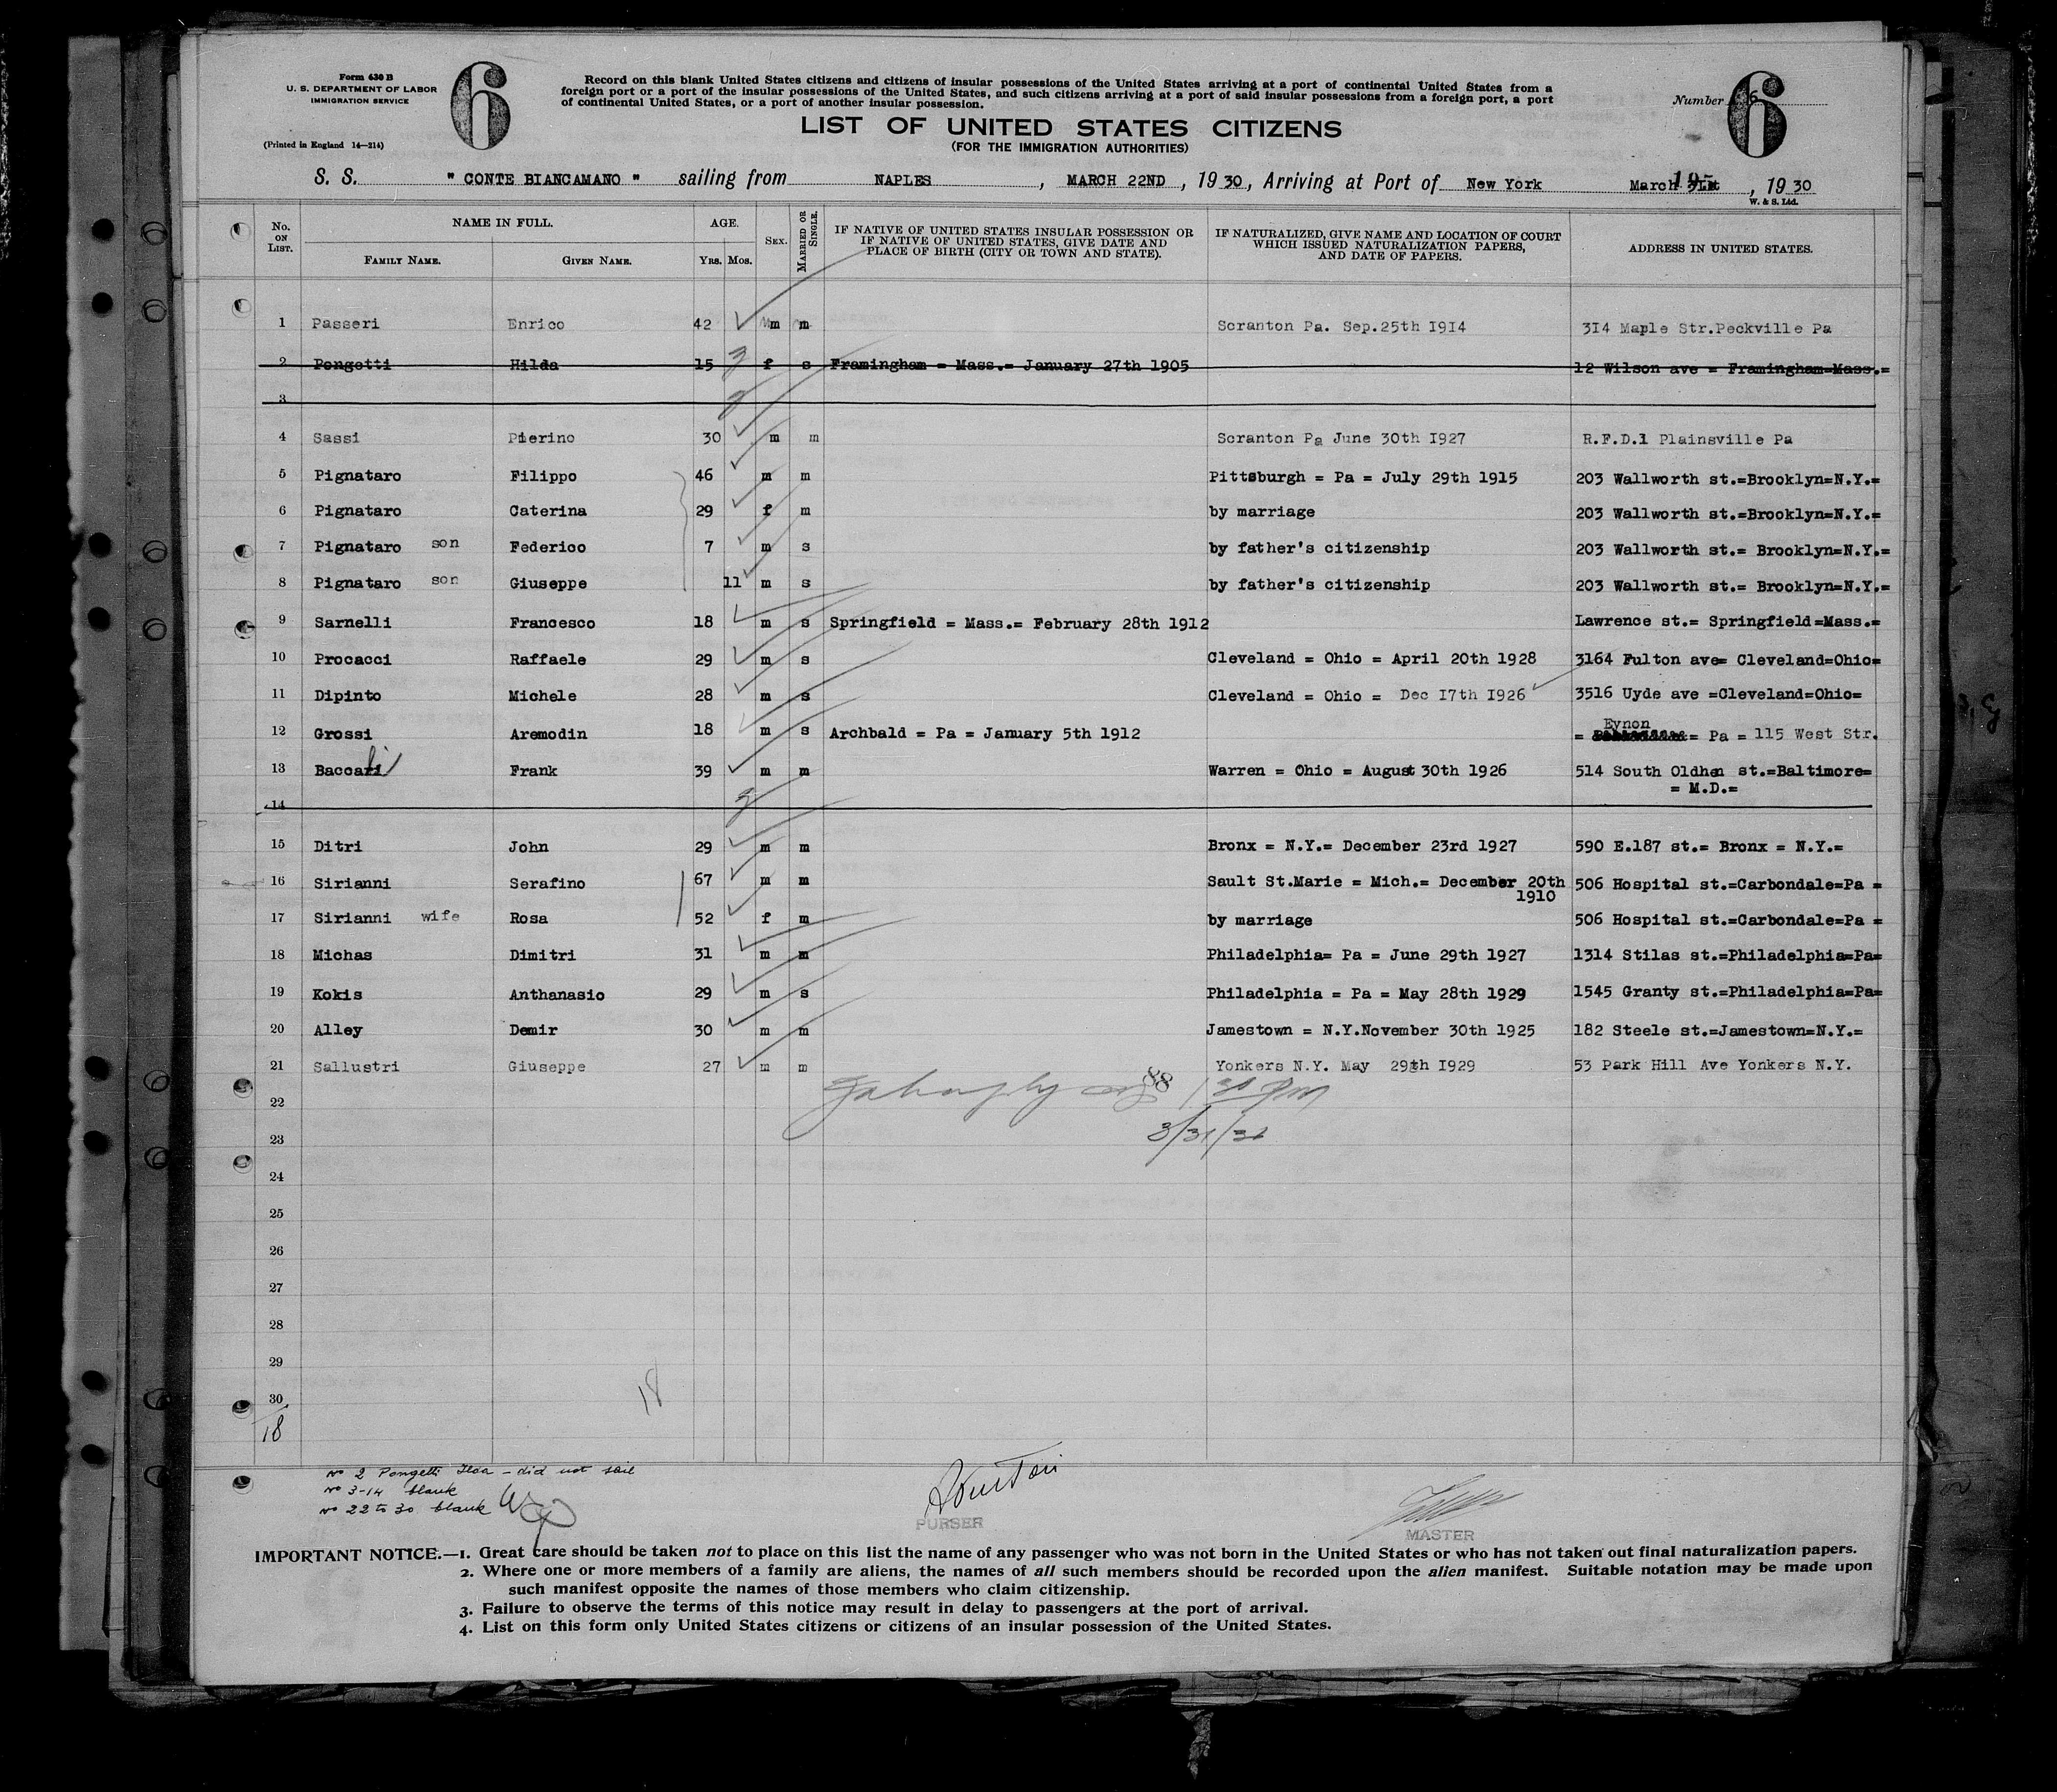 Form 630 B
U. S. DEPARTMENT OF LABOR
IMMIGRATION SERVICE
(Printed in England 14—214)
6
Record on this blank United States citizens and citizens of insular possessions of the United States arriving at a port of continental United States from a
foreign port or a port of the insular possessions of the United States, and such citizens arriving at a port of said insular possessions from a foreign port, a port
of continental United States, or a port of another insular possession.
Number 6
6
LIST OF UNITED STATES CITIZENS
(FOR THE IMMIGRATION AUTHORITIES)
S. S. " CONTE BIANCAMANO " sailing from NAPLES, MARCH 22ND, 19 30, Arriving at Port of New York March, 19 30
W. & S. Ltd.
No. ON LIST. NAME IN FULL. AGE. SEX. MARRIED OR SINGLE. IF NATIVE OF UNITED STATES INSULAR POSSESSION OR IF NATIVE OF UNITED STATES, GIVE DATE AND PLACE OF BIRTH (CITY OR TOWN AND STATE). IF NATURALIZED, GIVE NAME AND LOCATION OF COURT WHICH ISSUED NATURALIZATION PAPERS, AND DATE OF PAPERS. ADDRESS IN UNITED STATES.
FAMILY NAME. GIVEN NAME. YRS. MOS.
1 Passeri Enrico 42 m m Scranton Pa. Sep.25th I9I4 3I4 Maple Str.Peckville Pa
2 Pongetti Hilda 15 f s Framingham = Mass.= January 27th 1905 12 Wilson ave = Framingham=Mass.=
3
4 Sassi Pierino 30 m m Scranton Pa June 30th I927 R.F.D.1 Plainsville Pa
5 Pignataro Filippo 46 m m Pittsburgh = Pa = July 29th 1915 203 Wallworth st.=Brooklyn=N.Y.=
6 Pignataro Caterina 29 f m by marriage 203 Wallworth st.=Brooklyn=N.Y.=
7 Pignataro son Federico 7 m s by father's citizenship 203 Wallworth st.= Brooklyn=N.Y.=
8 Pignataro son Giuseppe 11 m s by father's citizenship 203 Wallworth st.= Brooklyn=N.Y.=
9 Sarnelli Francesco 18 m s Springfield = Mass.= February 28th 1912 Lawrence st.= Springfield=Mass.=
10 Procacci Raffaele 29 m s Cleveland = Ohio = April 20th 1928 3164 Fulton ave= Cleveland=Ohio=
11 Dipinto Michele 28 m s Cleveland = Ohio = Dec I7th I926 3516 Uyde ave =Cleveland=Ohio=
12 Grossi Aremodin 18 m s Archbald = Pa = January 5th 1912 Eynon = Pa = 115 West Str.
13 Baccari li Frank 39 m m Warren = Ohio = August 30th 1926 514 South Oldhen st.=Baltimore=
= M.D.=
14
15 Ditri John 29 m m Bronx = N.Y.= December 23rd 1927 590 E.187 st.= Bronx = N.Y.=
16 Sirianni Serafino 67 m m Sault St.Marie = Mich.= December 20th 506 Hospital st.=Carbondale=Pa =
1910
17 Sirianni wife Rosa 52 f m by marriage 506 Hospital st.=Carbondale=Pa =
18 Michas Dimitri 31 m m Philadelphia= Pa = June 29th 1927 1314 Stilas st.=Philadelphia=Pa=
19 Kokis Anthanasio 29 m s Philadelphia = Pa = May 28th 1929 1545 Granty st.=Philadelphia=Pa=
20 Alley Demir 30 m m Jamestown = N.Y.November 30th 1925 182 Steele st.=Jamestown=N.Y.=
21 Sallustri Giuseppe 27 m m Yonkers N.Y. May 29th I929 53 Park Hill Ave Yonkers N.Y.
22
88
23
3/31/30
24
25
26
27
28
29
30
18
18
No 2 Pongetti Ilda - did not sail
No 3-14 blank
No 22 to 30 blank
PURSER
MASTER
IMPORTANT NOTICE.—1. Great care should be taken not to place on this list the name of any passenger who was not born in the United States or who has not taken out final naturalization papers.
2. Where one or more members of a family are aliens, the names of all such members should be recorded upon the alien manifest. Suitable notation may be made upon
such manifest opposite the names of those members who claim citizenship.
3. Failure to observe the terms of this notice may result in delay to passengers at the port of arrival.
4. List on this form only United States citizens or citizens of an insular possession of the United States.